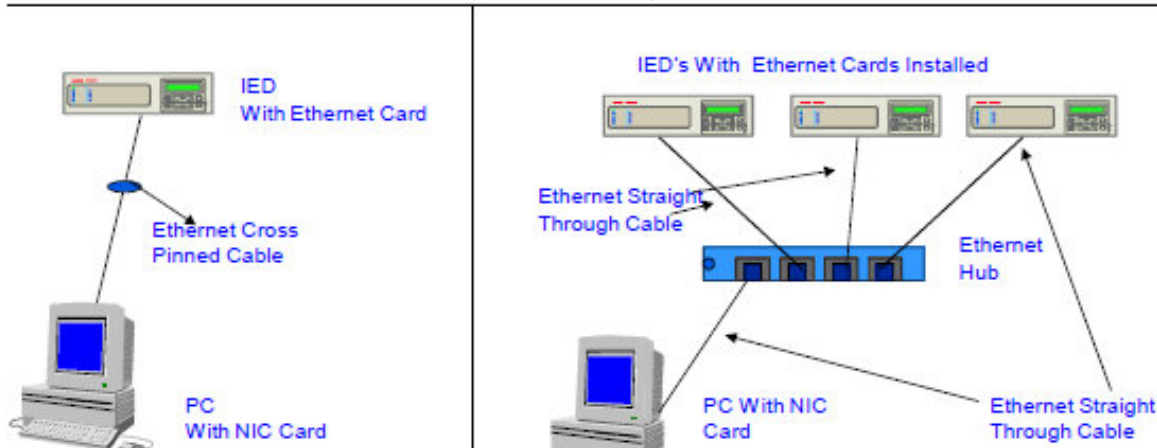 IED
With Ethernet Card
Ethernet Cross
Pinned Cable
PC
With NIC Card
IED's With Ethernet Cards Installed
Ethernet Straight
Through Cable
Ethernet
Hub
PC With NIC
Card
Ethernet Straight
Through Cable